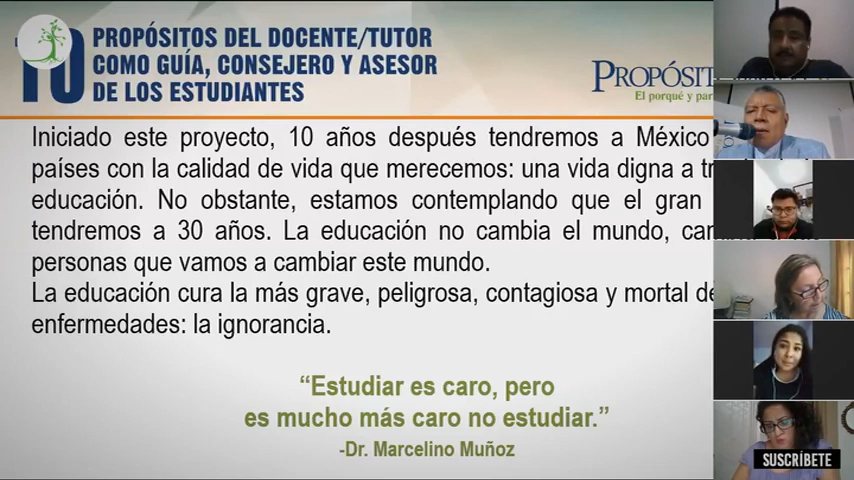 10 PROPÓSITOS DEL DOCENTE/TUTOR
COMO GUÍA, CONSEJERO Y ASESOR
DE LOS ESTUDIANTES
El porqué y
Iniciado este proyecto, 10 años después tendremos a México
países con la calidad de vida que merecemos: una vida digna a
educación. No obstante, estamos contemplando que el gran
tendremos a 30 años. La educación no cambia el mundo,
personas que vamos a cambiar este mundo.
La educación cura la más grave, peligrosa, contagiosa y mortal
enfermedades: la ignorancia.
“Estudiar es caro, pero
es mucho más caro no estudiar.”
-Dr. Marcelino Muñoz
SUSCRÍBETE